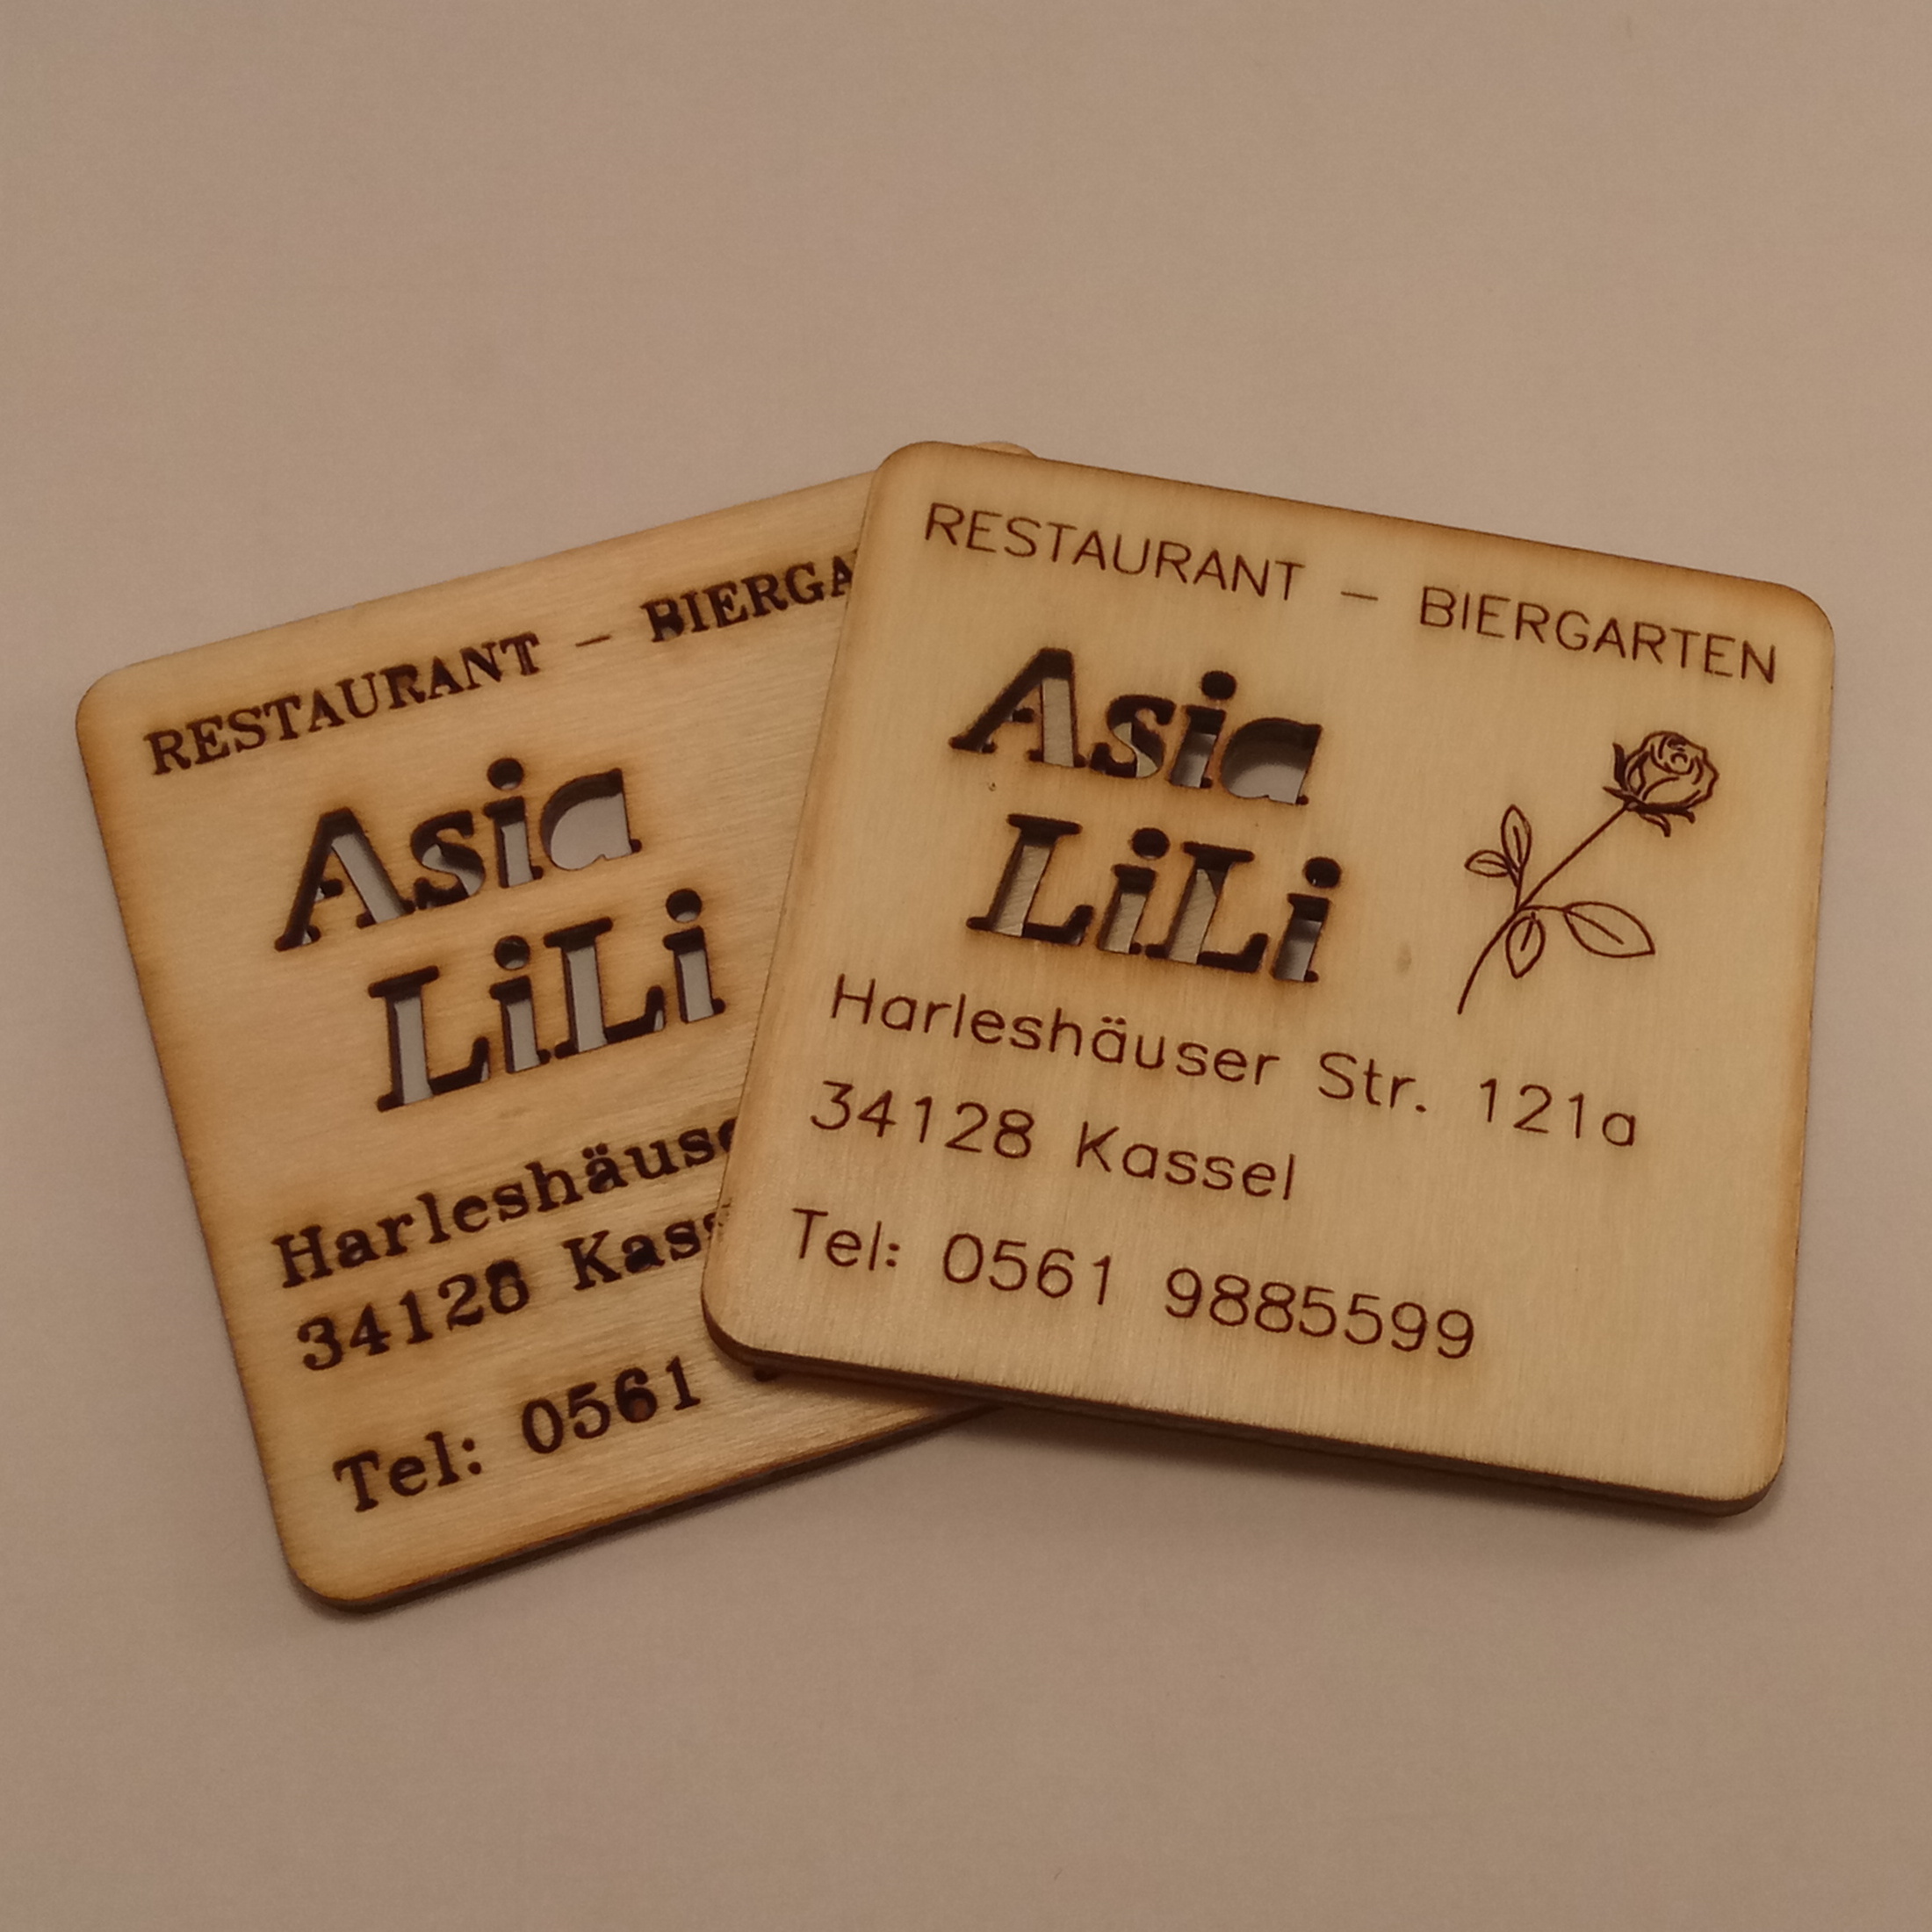 RESTAURANT - BIERGA
Asia
LiLi
Harleshäuse
34128 Kass
Tel: 0561
RESTAURANT - BIERGARTEN
Asia
LiLi
Harleshäuser Str. 121a
34128 Kassel
Tel: 0561 9885599